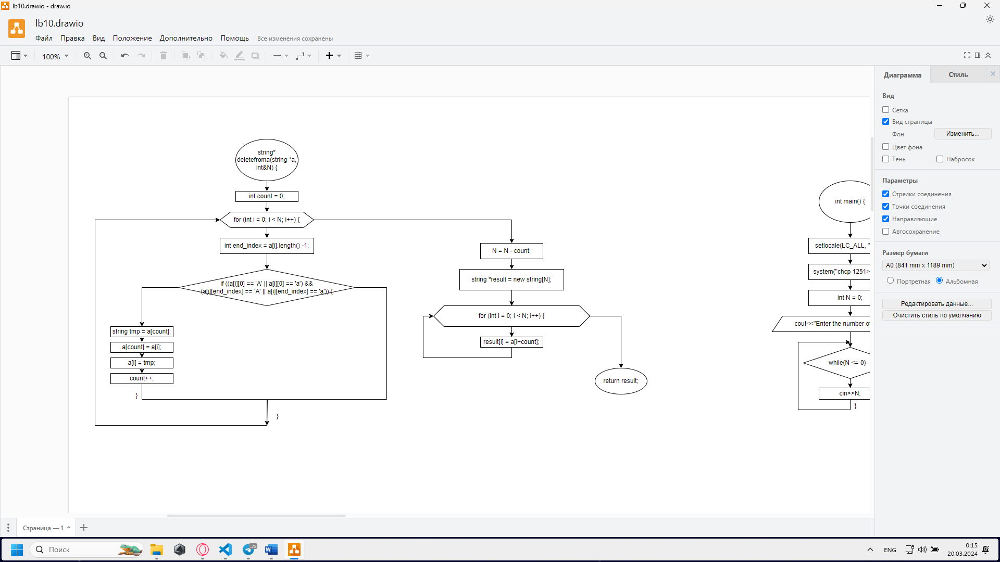 lb10.drawio - draw.io
lb10.drawio
Файл Правка Вид Положение Дополнительно Помощь Все изменения сохранены
100%
string*
deletefroma(string *a,
int&N) {
int count = 0;
for (int i = 0; i < N; i++) {
int end_index = a[i].length() -1;
if ((a[i][0] == 'A' || a[i][0] == 'a') &&
(a[i][end_index] == 'A' || a[i][end_index] == 'a')) {
string tmp = a[count];
a[count] = a[i];
a[i] = tmp;
count++;
}
}
N = N - count;
string *result = new string[N];
for (int i = 0; i < N; i++) {
result[i] = a[i+count];
return result;
int main() {
setlocale(LC_ALL, "
system("chcp 1251>
int N = 0;
cout<<"Enter the number o
while(N <= 0)
cin>>N;
}
Диаграмма Стиль
Вид
Сетка
Вид страницы
Фон Изменить...
Цвет фона
Тень Набросок
Параметры
Стрелки соединения
Точки соединения
Направляющие
Автосохранение
Размер бумаги
A0 (841 mm x 1189 mm)
Портретная Альбомная
Редактировать данные...
Очистить стиль по умолчанию
Страница — 1
Поиск
78
ENG
0:15
20.03.2024